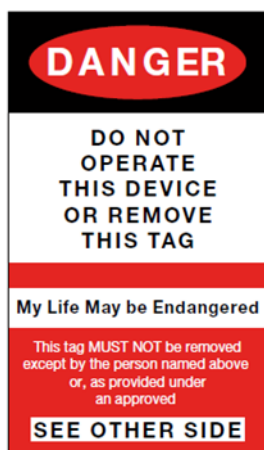 DANGER
DO NOT
OPERATE
THIS DEVICE
OR REMOVE
THIS TAG
My Life May be Endangered
This tag MUST NOT be removed
except by the person named above
or, as provided under
an approved
SEE OTHER SIDE